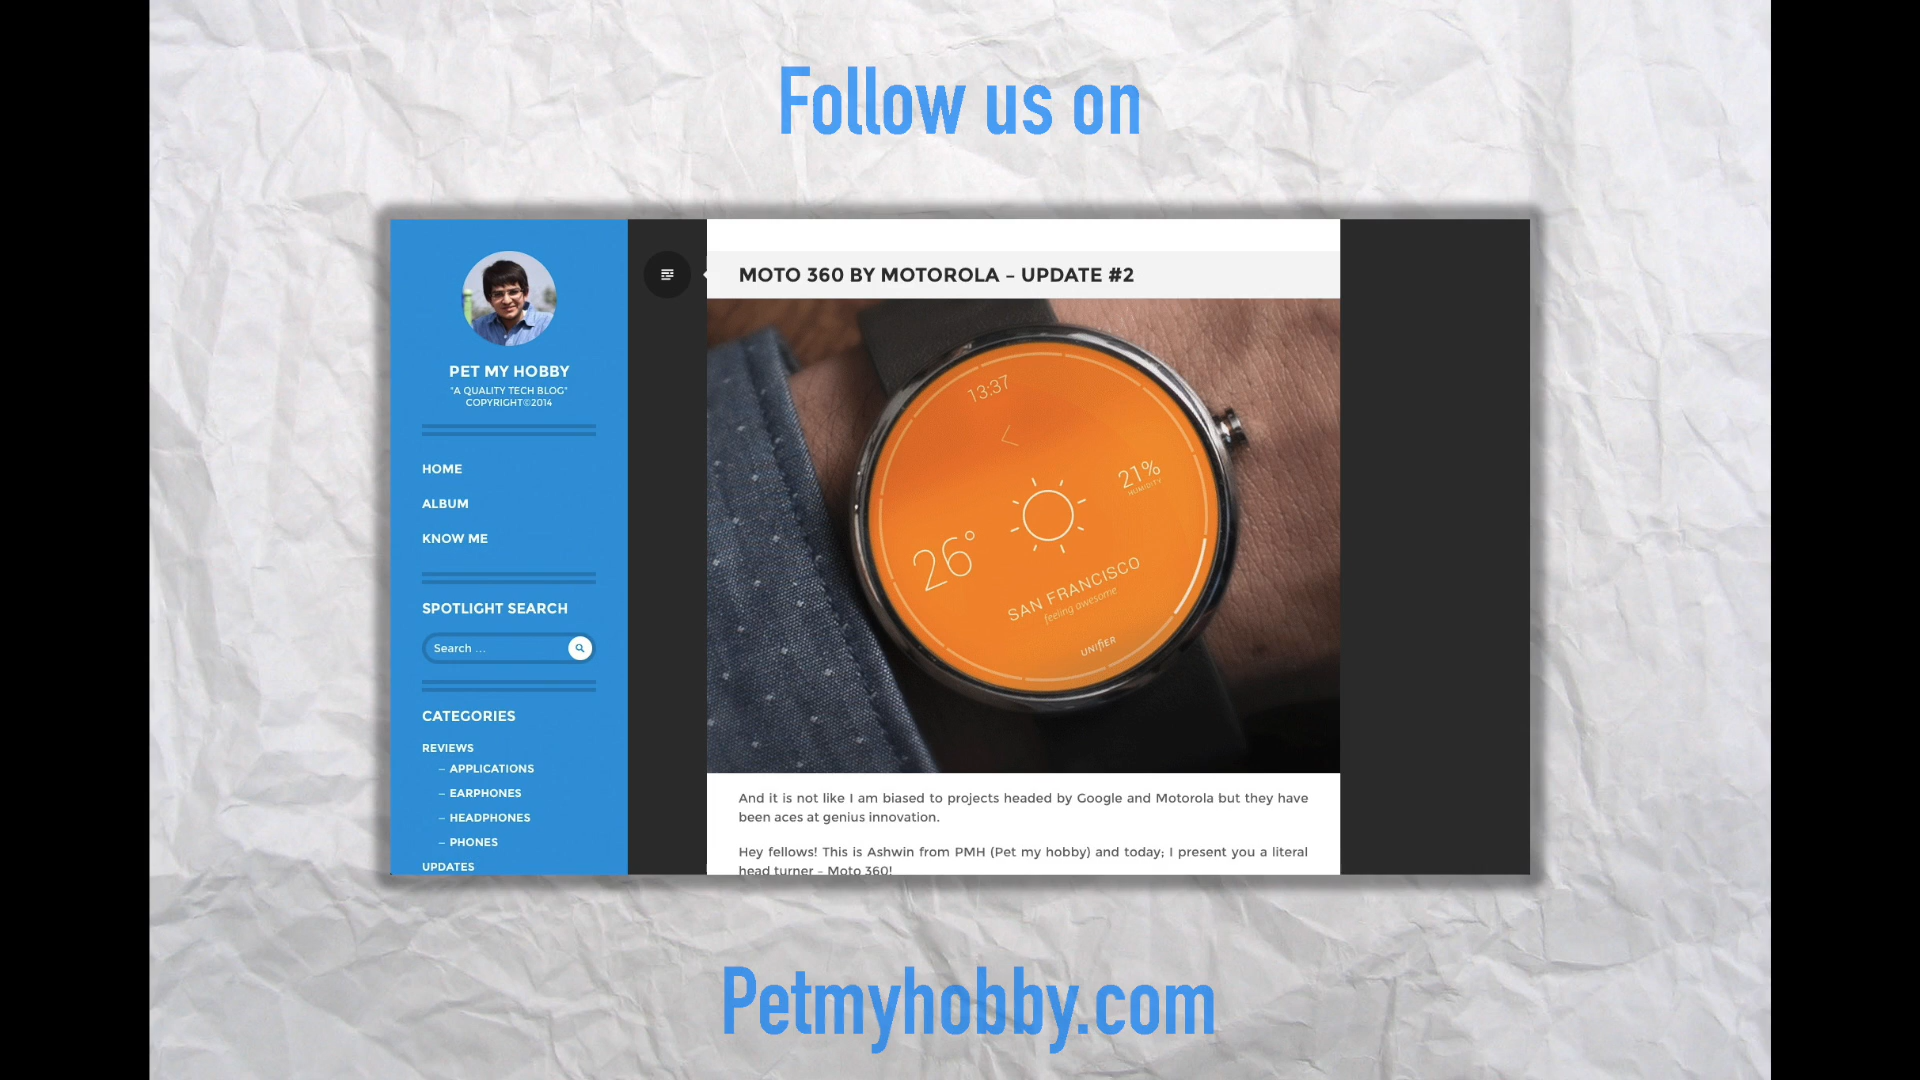 Follow us on
MOTO 360 BY MOTOROLA – UPDATE #2
PET MY HOBBY
"A QUALITY TECH BLOG"
COPYRIGHT©2014
HOME
ALBUM
KNOW ME
SPOTLIGHT SEARCH
Search ...
CATEGORIES
REVIEWS
– APPLICATIONS
– EARPHONES
– HEADPHONES
– PHONES
UPDATES
13:37
21%
HUMIDITY
26°
SAN FRANCISCO
feeling awesome
UNIFIER
And it is not like I am biased to projects headed by Google and Motorola but they have
been aces at genius innovation.
Hey fellows! This is Ashwin from PMH (Pet my hobby) and today; I present you a literal
head turner – Moto 360!
Petmyhobby.com